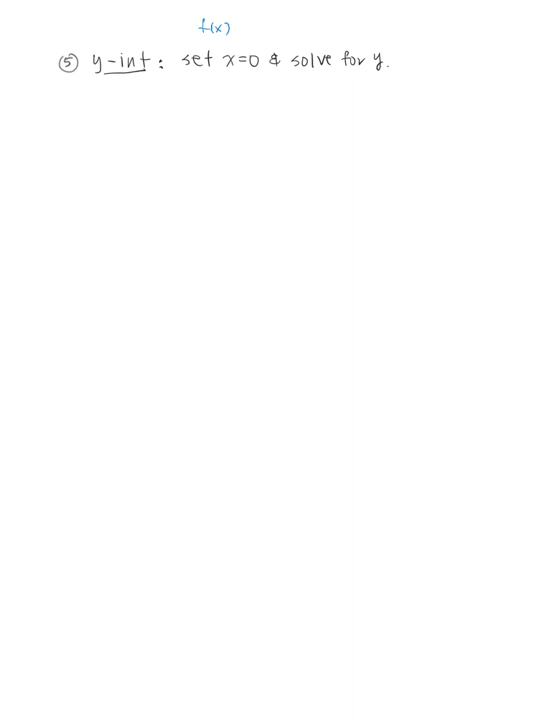 f(x)
⑤ y-int: set x=0 & solve for y.